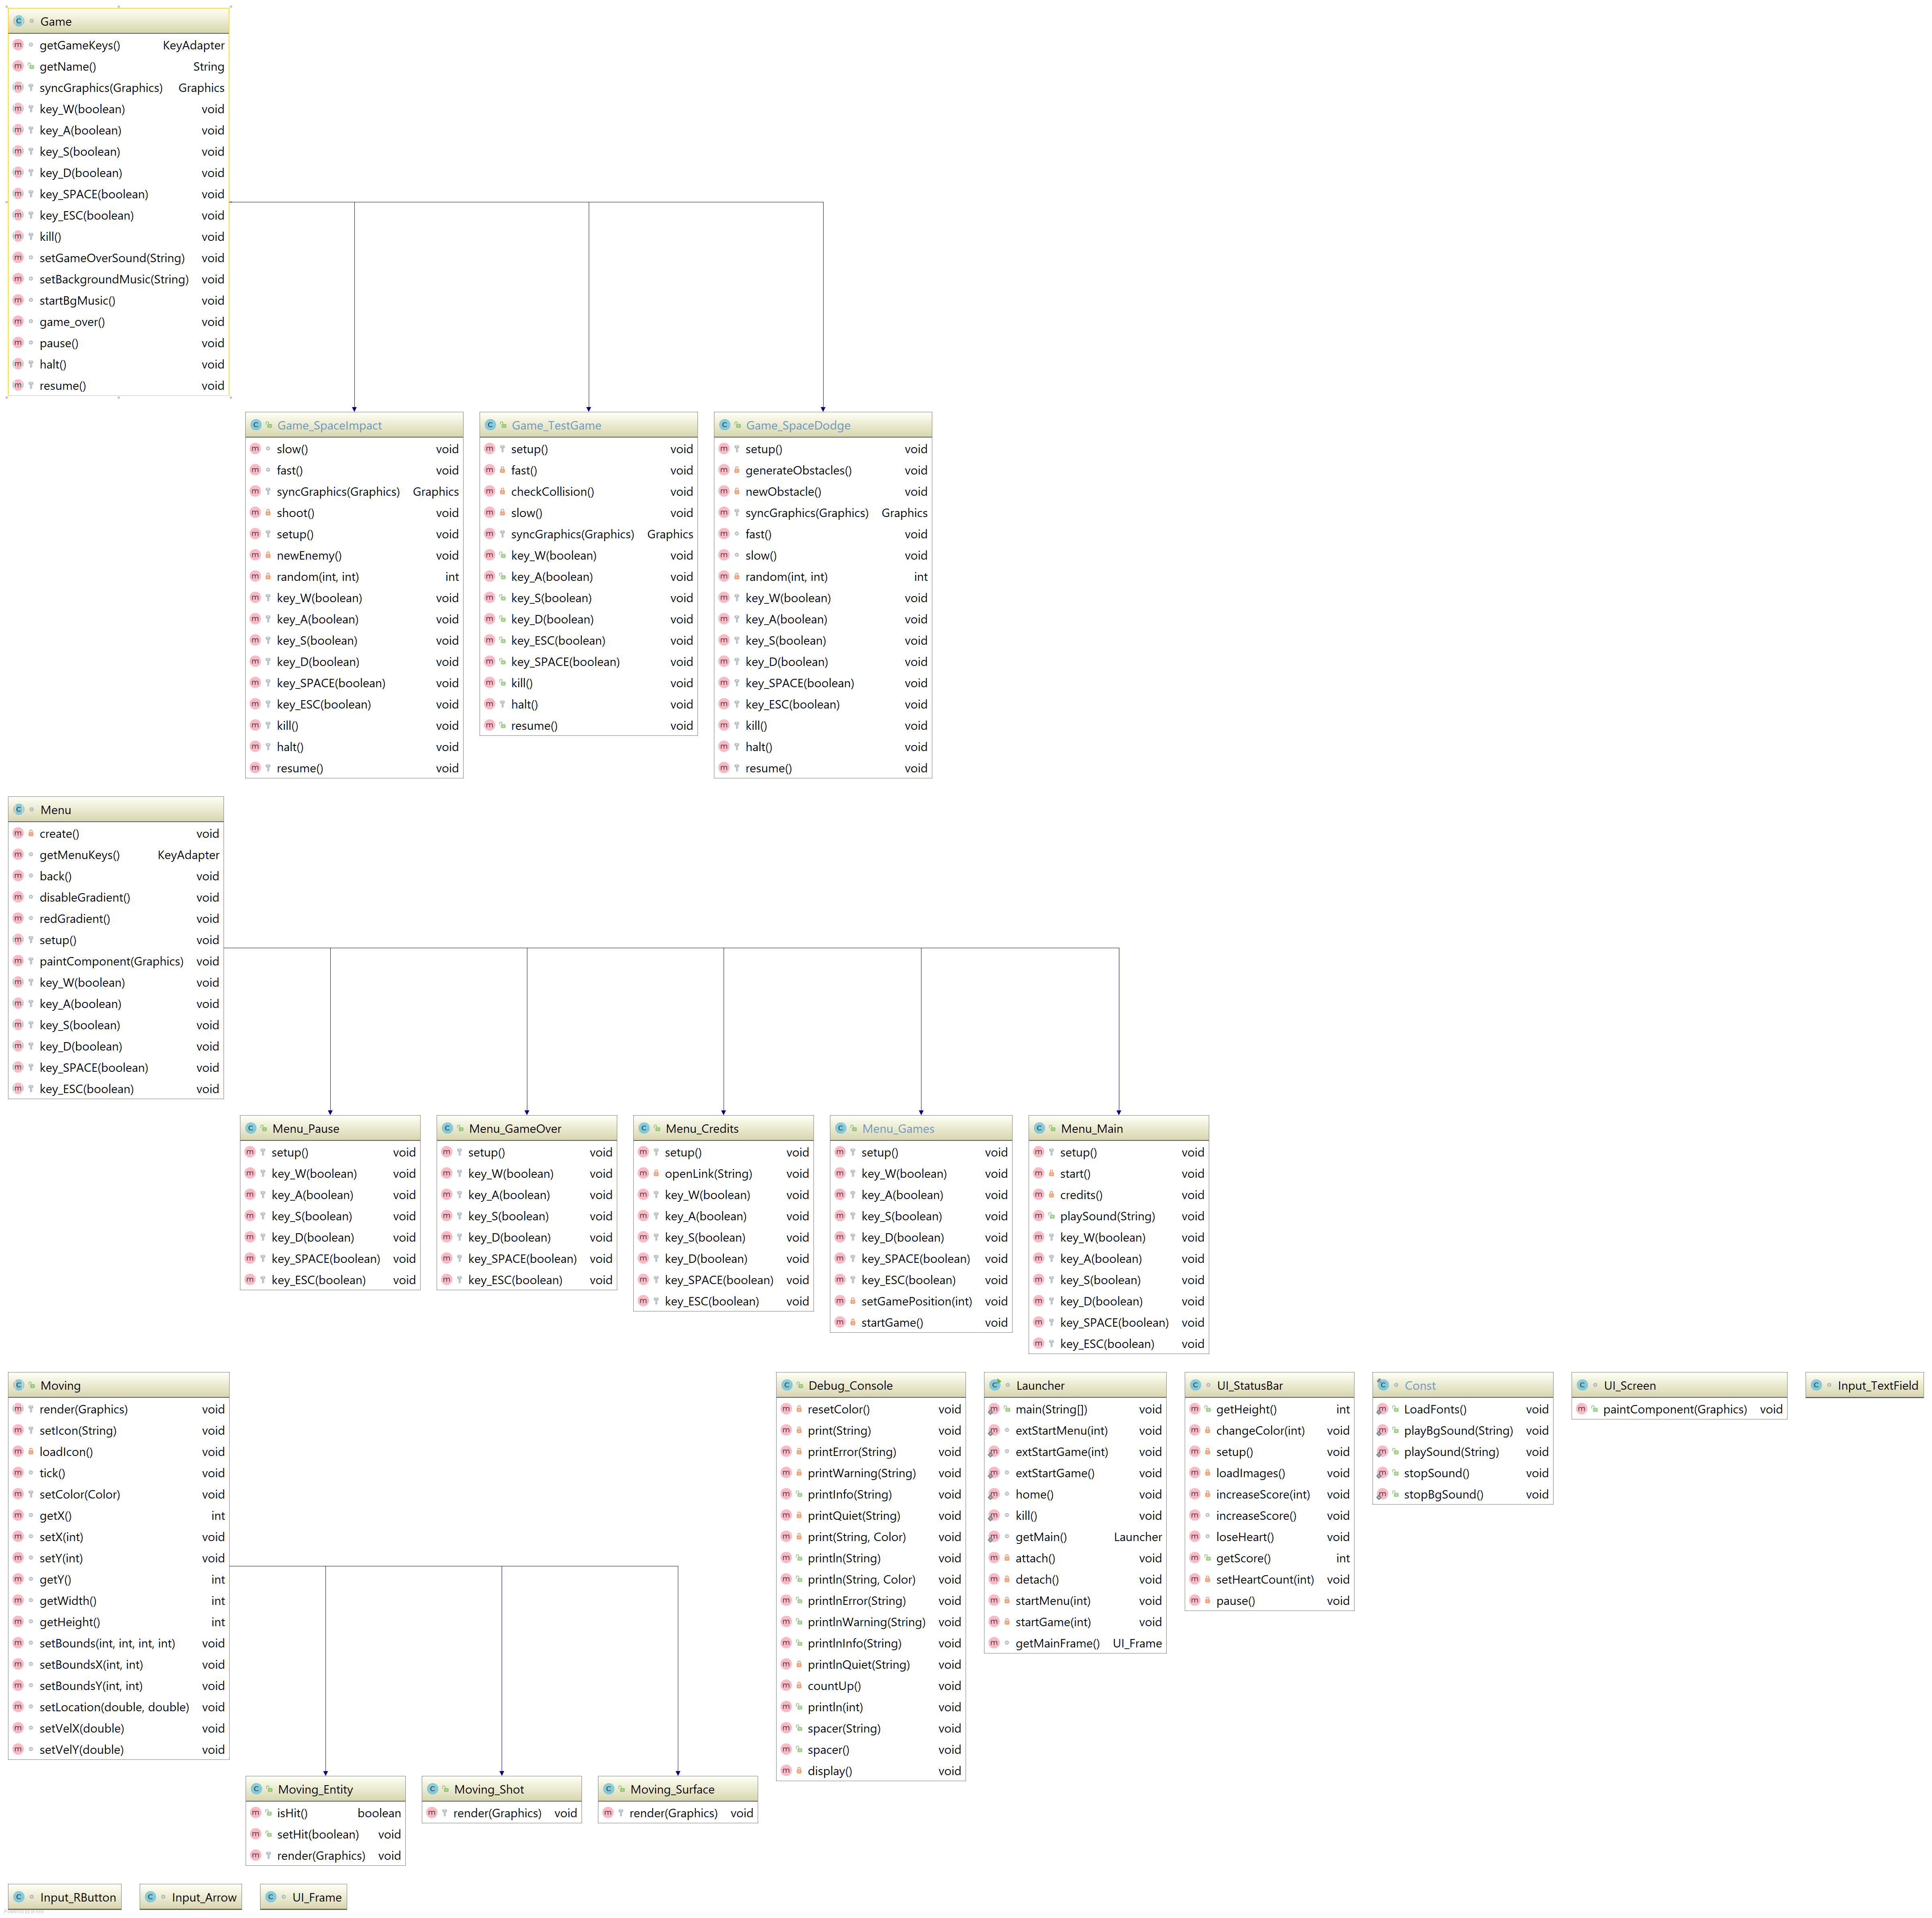 Game
getGameKeys() KeyAdapter
getName() String
syncGraphics(Graphics) Graphics
key_W(boolean) void
key_A(boolean) void
key_S(boolean) void
key_D(boolean) void
key_SPACE(boolean) void
key_ESC(boolean) void
kill() void
setGameOverSound(String) void
setBackgroundMusic(String) void
startBgMusic() void
game_over() void
pause() void
halt() void
resume() void
Game_SpaceImpact
slow() void
fast() void
syncGraphics(Graphics) Graphics
shoot() void
setup() void
newEnemy() void
random(int, int) int
key_W(boolean) void
key_A(boolean) void
key_S(boolean) void
key_D(boolean) void
key_SPACE(boolean) void
key_ESC(boolean) void
kill() void
halt() void
resume() void
Game_TestGame
setup() void
fast() void
checkCollision() void
slow() void
syncGraphics(Graphics) Graphics
key_W(boolean) void
key_A(boolean) void
key_S(boolean) void
key_D(boolean) void
key_ESC(boolean) void
key_SPACE(boolean) void
kill() void
halt() void
resume() void
Game_SpaceDodge
setup() void
generateObstacles() void
newObstacle() void
syncGraphics(Graphics) Graphics
fast() void
slow() void
random(int, int) int
key_W(boolean) void
key_A(boolean) void
key_S(boolean) void
key_D(boolean) void
key_SPACE(boolean) void
key_ESC(boolean) void
kill() void
halt() void
resume() void
Menu
create() void
getMenuKeys() KeyAdapter
back() void
disableGradient() void
redGradient() void
setup() void
paintComponent(Graphics) void
key_W(boolean) void
key_A(boolean) void
key_S(boolean) void
key_D(boolean) void
key_SPACE(boolean) void
key_ESC(boolean) void
Menu_Pause
setup() void
key_W(boolean) void
key_A(boolean) void
key_S(boolean) void
key_D(boolean) void
key_SPACE(boolean) void
key_ESC(boolean) void
Menu_GameOver
setup() void
key_W(boolean) void
key_A(boolean) void
key_S(boolean) void
key_D(boolean) void
key_SPACE(boolean) void
key_ESC(boolean) void
Menu_Credits
setup() void
openLink(String) void
key_W(boolean) void
key_A(boolean) void
key_S(boolean) void
key_D(boolean) void
key_SPACE(boolean) void
key_ESC(boolean) void
Menu_Games
setup() void
key_W(boolean) void
key_A(boolean) void
key_S(boolean) void
key_D(boolean) void
key_SPACE(boolean) void
key_ESC(boolean) void
setGamePosition(int) void
startGame() void
Menu_Main
setup() void
start() void
credits() void
playSound(String) void
key_W(boolean) void
key_A(boolean) void
key_S(boolean) void
key_D(boolean) void
key_SPACE(boolean) void
key_ESC(boolean) void
Moving
render(Graphics) void
setIcon(String) void
loadIcon() void
tick() void
setColor(Color) void
getX() int
setX(int) void
setY(int) void
getY() int
getWidth() int
getHeight() int
setBounds(int, int, int, int) void
setBoundsX(int, int) void
setBoundsY(int, int) void
setLocation(double, double) void
setVelX(double) void
setVelY(double) void
Moving_Entity
isHit() boolean
setHit(boolean) void
render(Graphics) void
Moving_Shot
render(Graphics) void
Moving_Surface
render(Graphics) void
Debug_Console
resetColor() void
print(String) void
printError(String) void
printWarning(String) void
printInfo(String) void
printQuiet(String) void
print(String, Color) void
println(String) void
println(String, Color) void
printlnError(String) void
printlnWarning(String) void
printlnInfo(String) void
printlnQuiet(String) void
countUp() void
println(int) void
spacer(String) void
spacer() void
display() void
Launcher
main(String[]) void
extStartMenu(int) void
extStartGame(int) void
extStartGame() void
home() void
kill() void
getMain() Launcher
attach() void
detach() void
startMenu(int) void
startGame(int) void
getMainFrame() UI_Frame
UI_StatusBar
getHeight() int
changeColor(int) void
setup() void
loadImages() void
increaseScore(int) void
increaseScore() void
loseHeart() void
getScore() int
setHeartCount(int) void
pause() void
Const
LoadFonts() void
playBgSound(String) void
playSound(String) void
stopSound() void
stopBgSound() void
UI_Screen
paintComponent(Graphics) void
Input_TextField
Input_RButton
Input_Arrow
UI_Frame